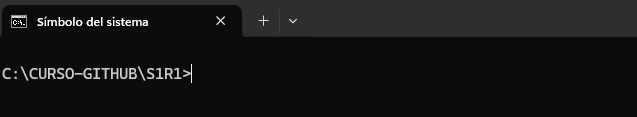 Símbolo del sistema
C:\CURSO-GITHUB\S1R1>